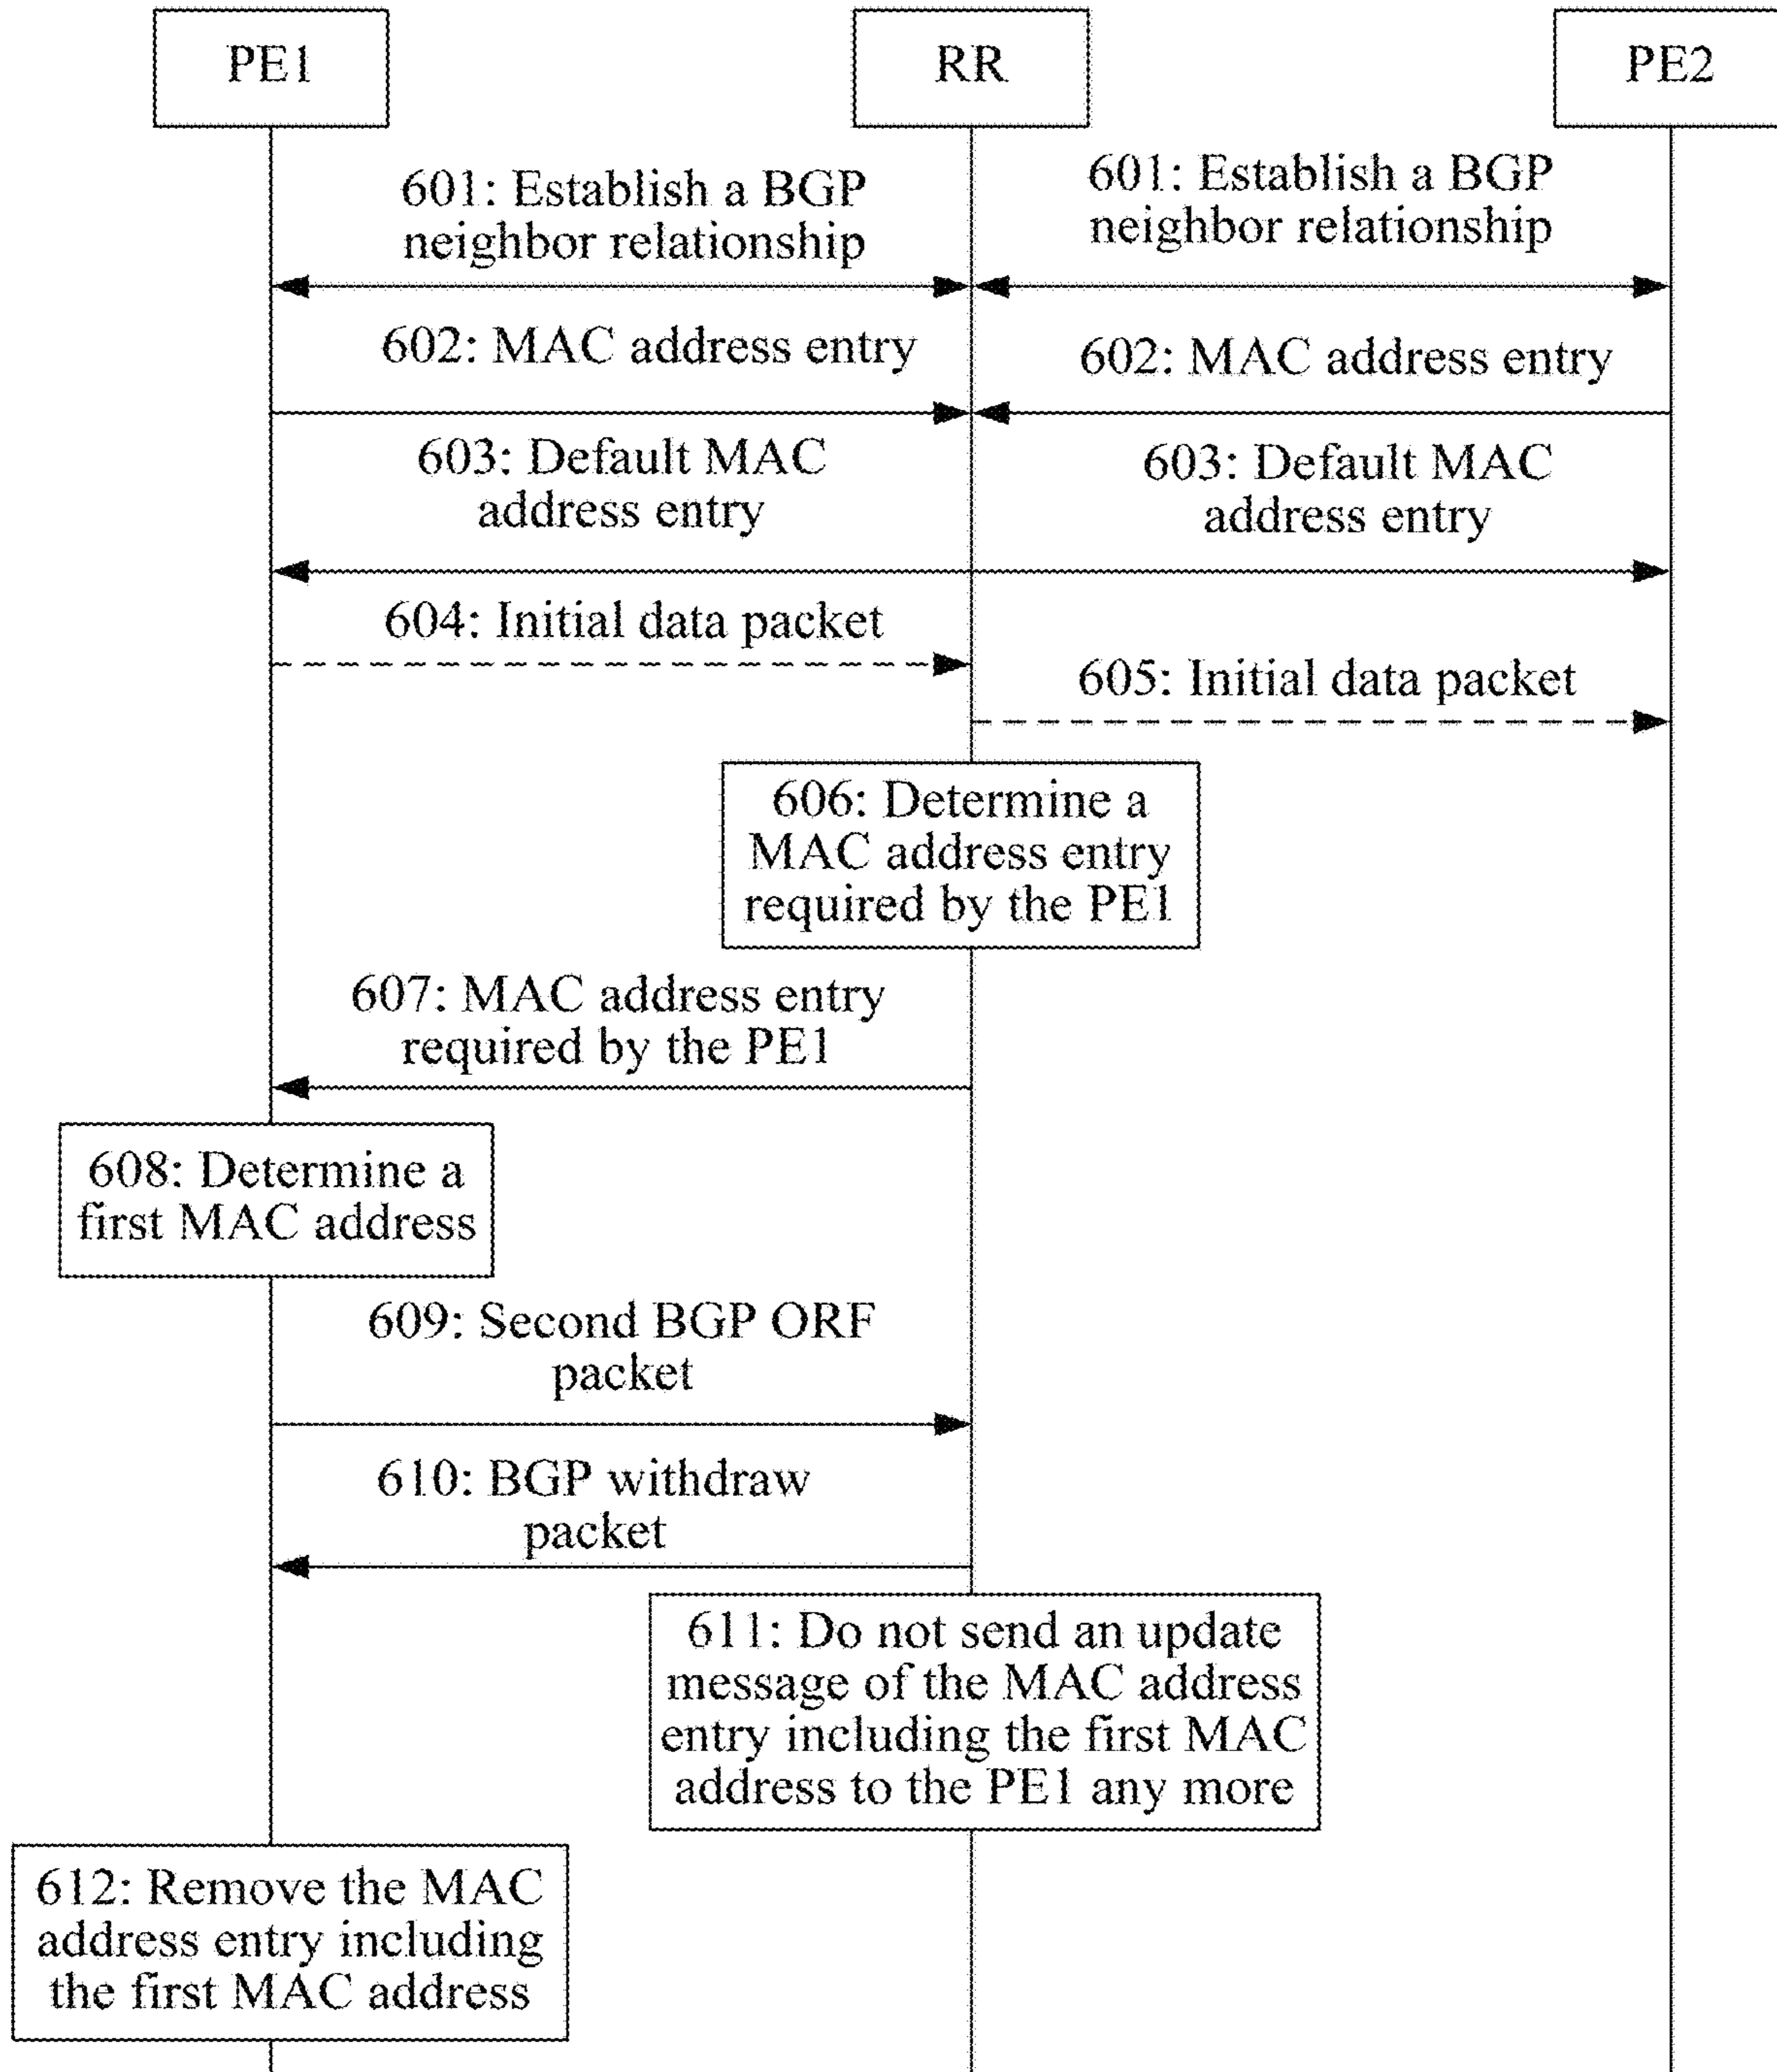 PE1
RR
PE2
601: Establish a BGP
neighbor relationship
601: Establish a BGP
neighbor relationship
602: MAC address entry
602: MAC address entry
603: Default MAC
address entry
603: Default MAC
address entry
604: Initial data packet
605: Initial data packet
606: Determine a
MAC address entry
required by the PE1
607: MAC address entry
required by the PE1
608: Determine a
first MAC address
609: Second BGP ORF
packet
610: BGP withdraw
packet
611: Do not send an update
message of the MAC address
entry including the first MAC
address to the PE1 any more
612: Remove the MAC
address entry including
the first MAC address